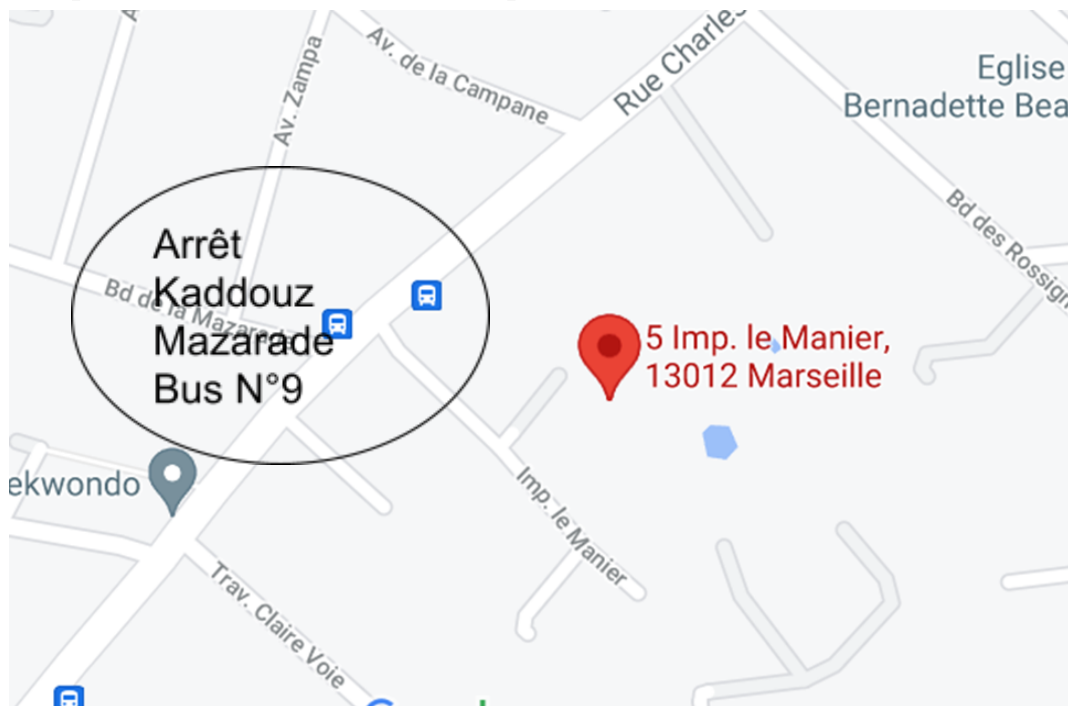 Av. de la Campane
Rue Charles
Eglise
Bernadette Bea
Av. Zampa
Bd des Rossign
Arrêt
Kaddouz
Mazarade
Bus N°9
Bd de la Mazarade
5 Imp. le Manier,
13012 Marseille
ekwondo
Imp. le Manier
Trav. Claire Voie